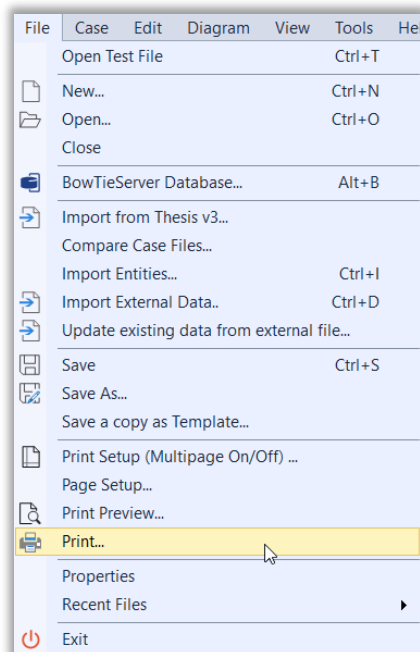 File Case Edit Diagram View Tools
Open Test File Ctrl+T
New... Ctrl+N
Open... Ctrl+O
Close
BowTieServer Database... Alt+B
Import from Thesis v3...
Compare Case Files...
Import Entities... Ctrl+I
Import External Data.. Ctrl+D
Update existing data from external file...
Save Ctrl+S
Save As...
Save a copy as Template...
Print Setup (Multipage On/Off) ...
Page Setup...
Print Preview...
Print...
Properties
Recent Files
Exit